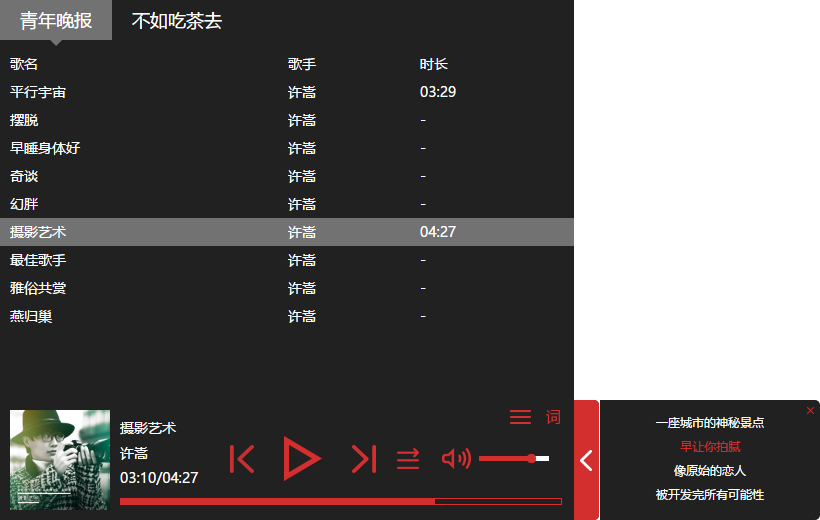 青年晚报 不如吃茶去
歌名 歌手 时长
平行宇宙 许嵩 03:29
摆脱 许嵩 -
早睡身体好 许嵩 -
奇谈 许嵩 -
幻胖 许嵩 -
摄影艺术 许嵩 04:27
最佳歌手 许嵩 -
雅俗共赏 许嵩 -
燕归巢 许嵩 -
词
摄影艺术
许嵩
03:10/04:27
一座城市的神秘景点
早让你拍腻
像原始的恋人
被开发完所有可能性